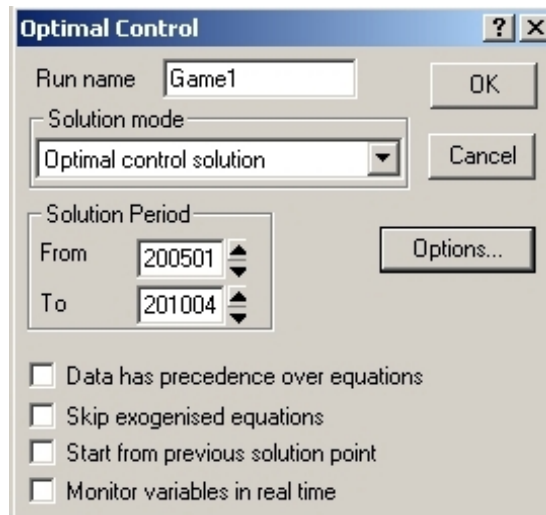 Optimal Control
Run name Game1
OK
Solution mode
Optimal control solution
Cancel
Solution Period
From 200501
To 201004
Options...
Data has precedence over equations
Skip exogenised equations
Start from previous solution point
Monitor variables in real time